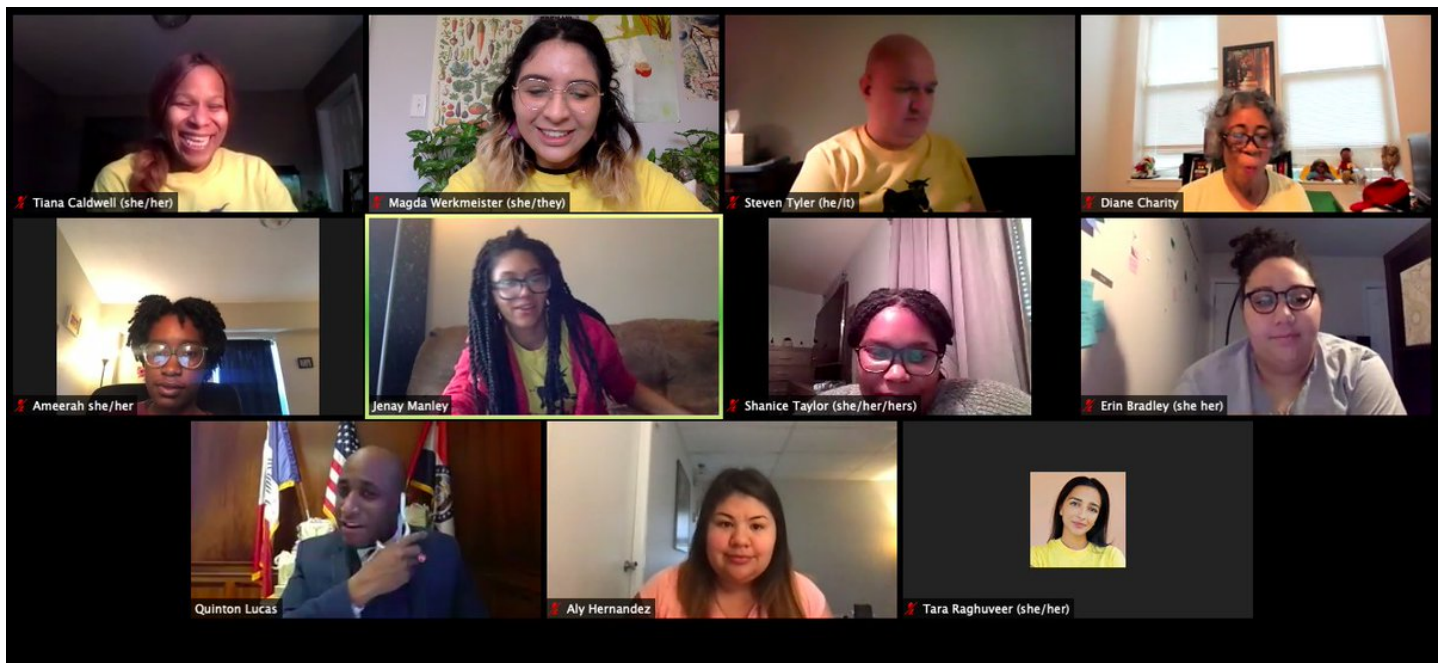 Tiana Caldwell (she/her)
Magda Werkmeister (she/they)
Steven Tyler (he/it)
Diane Charity
Ameerah she/her
Jenay Manley
Shanice Taylor (she/her/hers)
Erin Bradley (she her)
Quinton Lucas
Aly Hernandez
Tara Raghuveer (she/her)